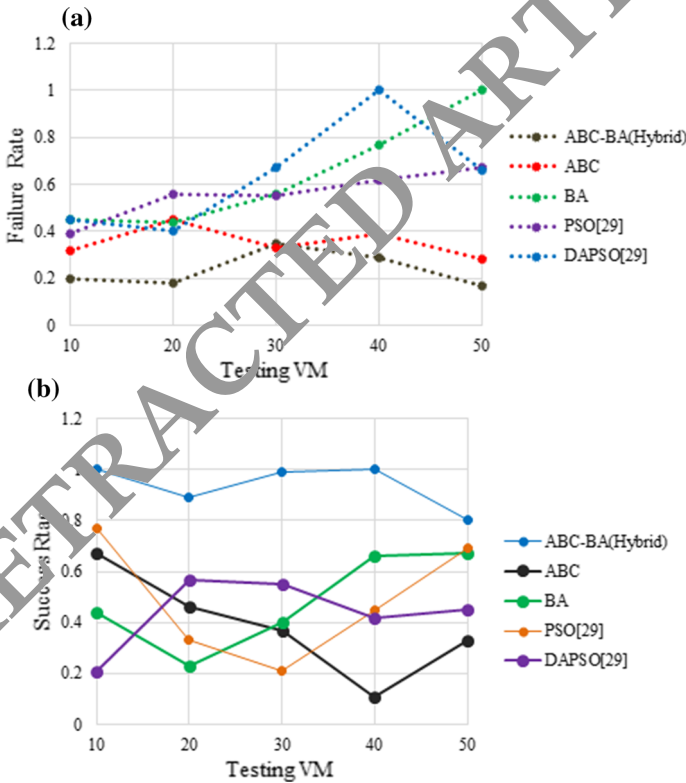 (a)
1.2
1
0.8
0.6
0.4
0.2
0
Failure Rate
10 20 30 40 50
Testing VM
ABC-BA(Hybrid)
ABC
BA
PSO[29]
DAPSO[29]
(b)
1.2
0.8
0.6
0.4
0.2
0
Success
10 20 30 40 50
Testing VM
ABC-BA(Hybrid)
ABC
BA
PSO[29]
DAPSO[29]
RETRACTED ARTI